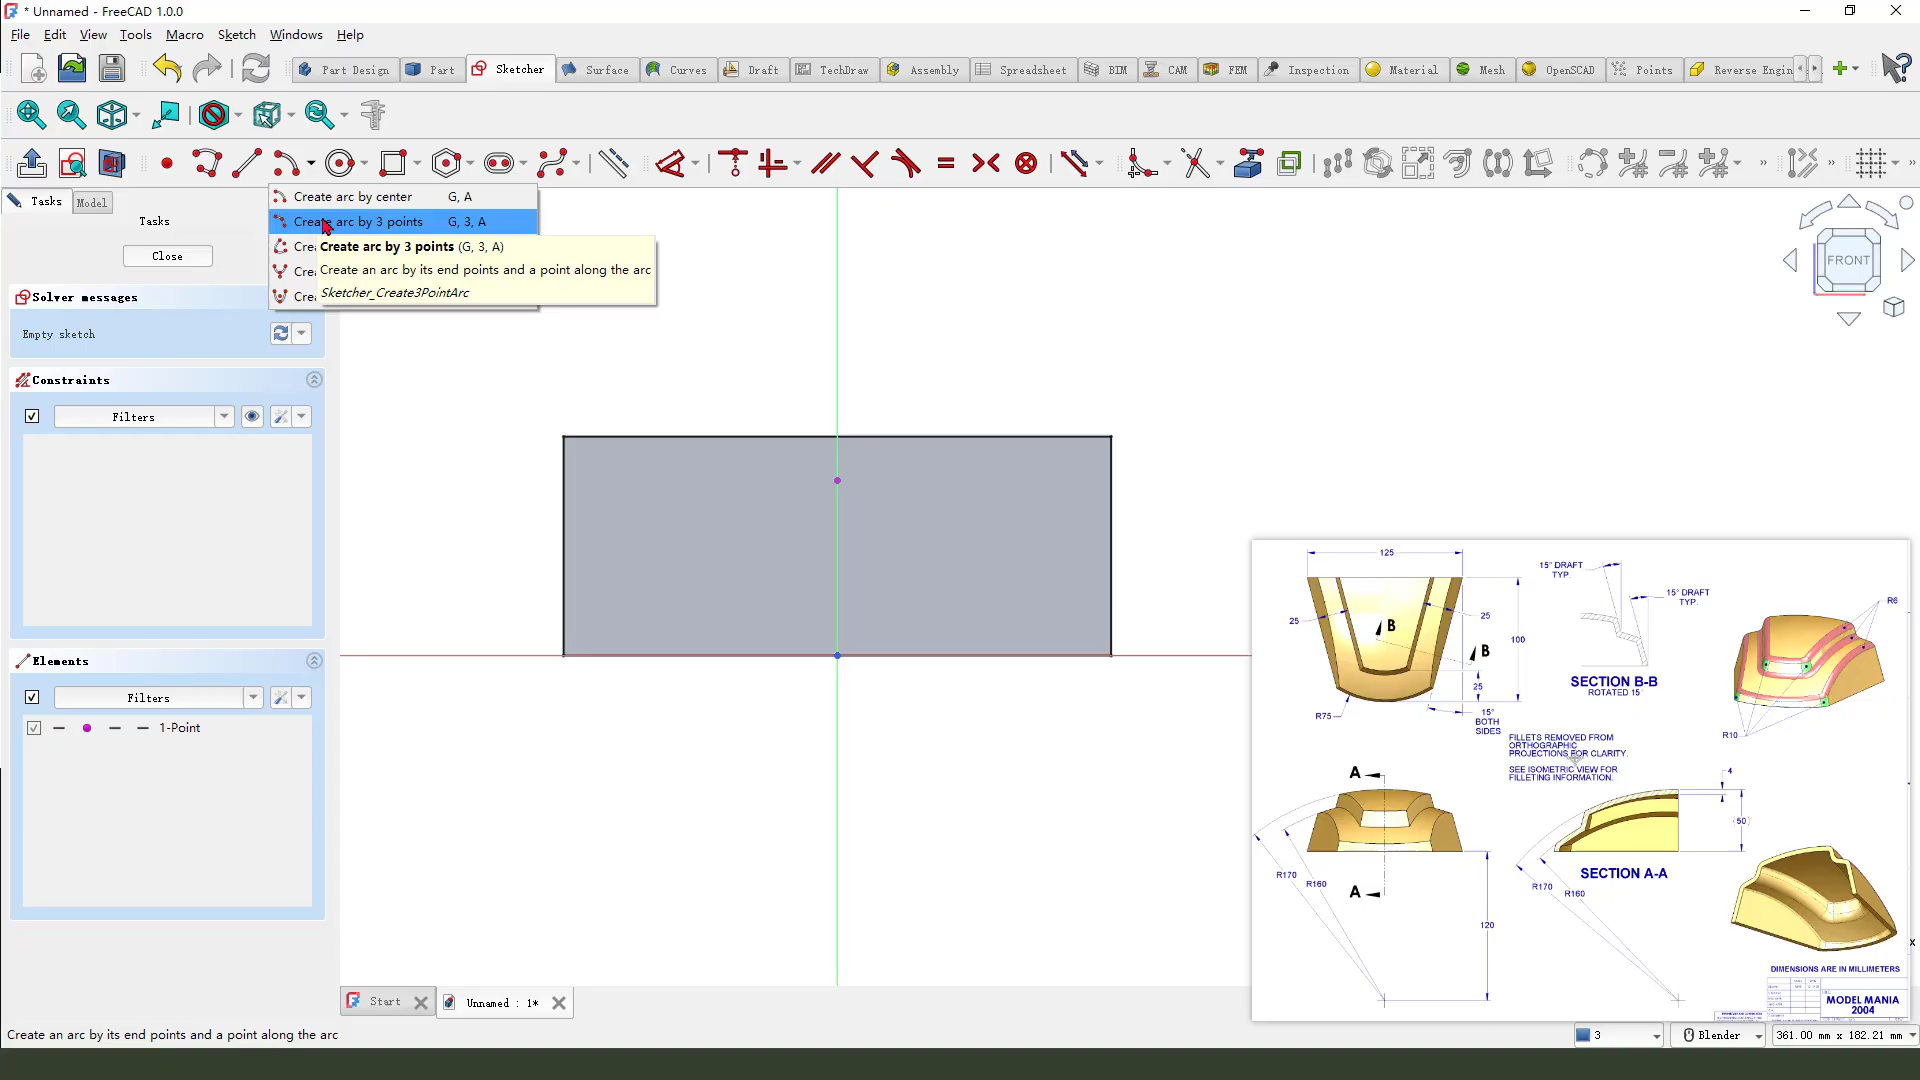 * Unnamed - FreeCAD 1.0.0
File Edit View Tools Macro Sketch Windows Help
Part Design Part Sketcher Surface Curves Draft TechDraw Assembly Spreadsheet BIM CAM FEM Inspection Material Mesh OpenSCAD Points Reverse Engin
Tasks Model
Tasks
Close
Create arc by center G, A
Create arc by 3 points G, 3, A
Cre
Cre
Cre
Create arc by 3 points (G, 3, A)
Create an arc by its end points and a point along the arc
Sketcher_Create3PointArc
FRONT
Solver messages
Empty sketch
Constraints
Filters
Elements
Filters
1-Point
125
25
25
B
B
100
25
R75
15°
BOTH
SIDES
15° DRAFT
TYP.
15° DRAFT
TYP.
SECTION B-B
ROTATED 15°
R6
R10
FILLETS REMOVED FROM
ORTHOGRAPHIC
PROJECTIONS FOR CLARITY.
SEE ISOMETRIC VIEW FOR
FILLETING INFORMATION.
A
A
R170
R160
120
4
50
SECTION A-A
R170
R160
DIMENSIONS ARE IN MILLIMETERS
MODEL MANIA
2004
Start Unnamed : 1*
Create an arc by its end points and a point along the arc
3 Blender 361.00 mm x 182.21 mm